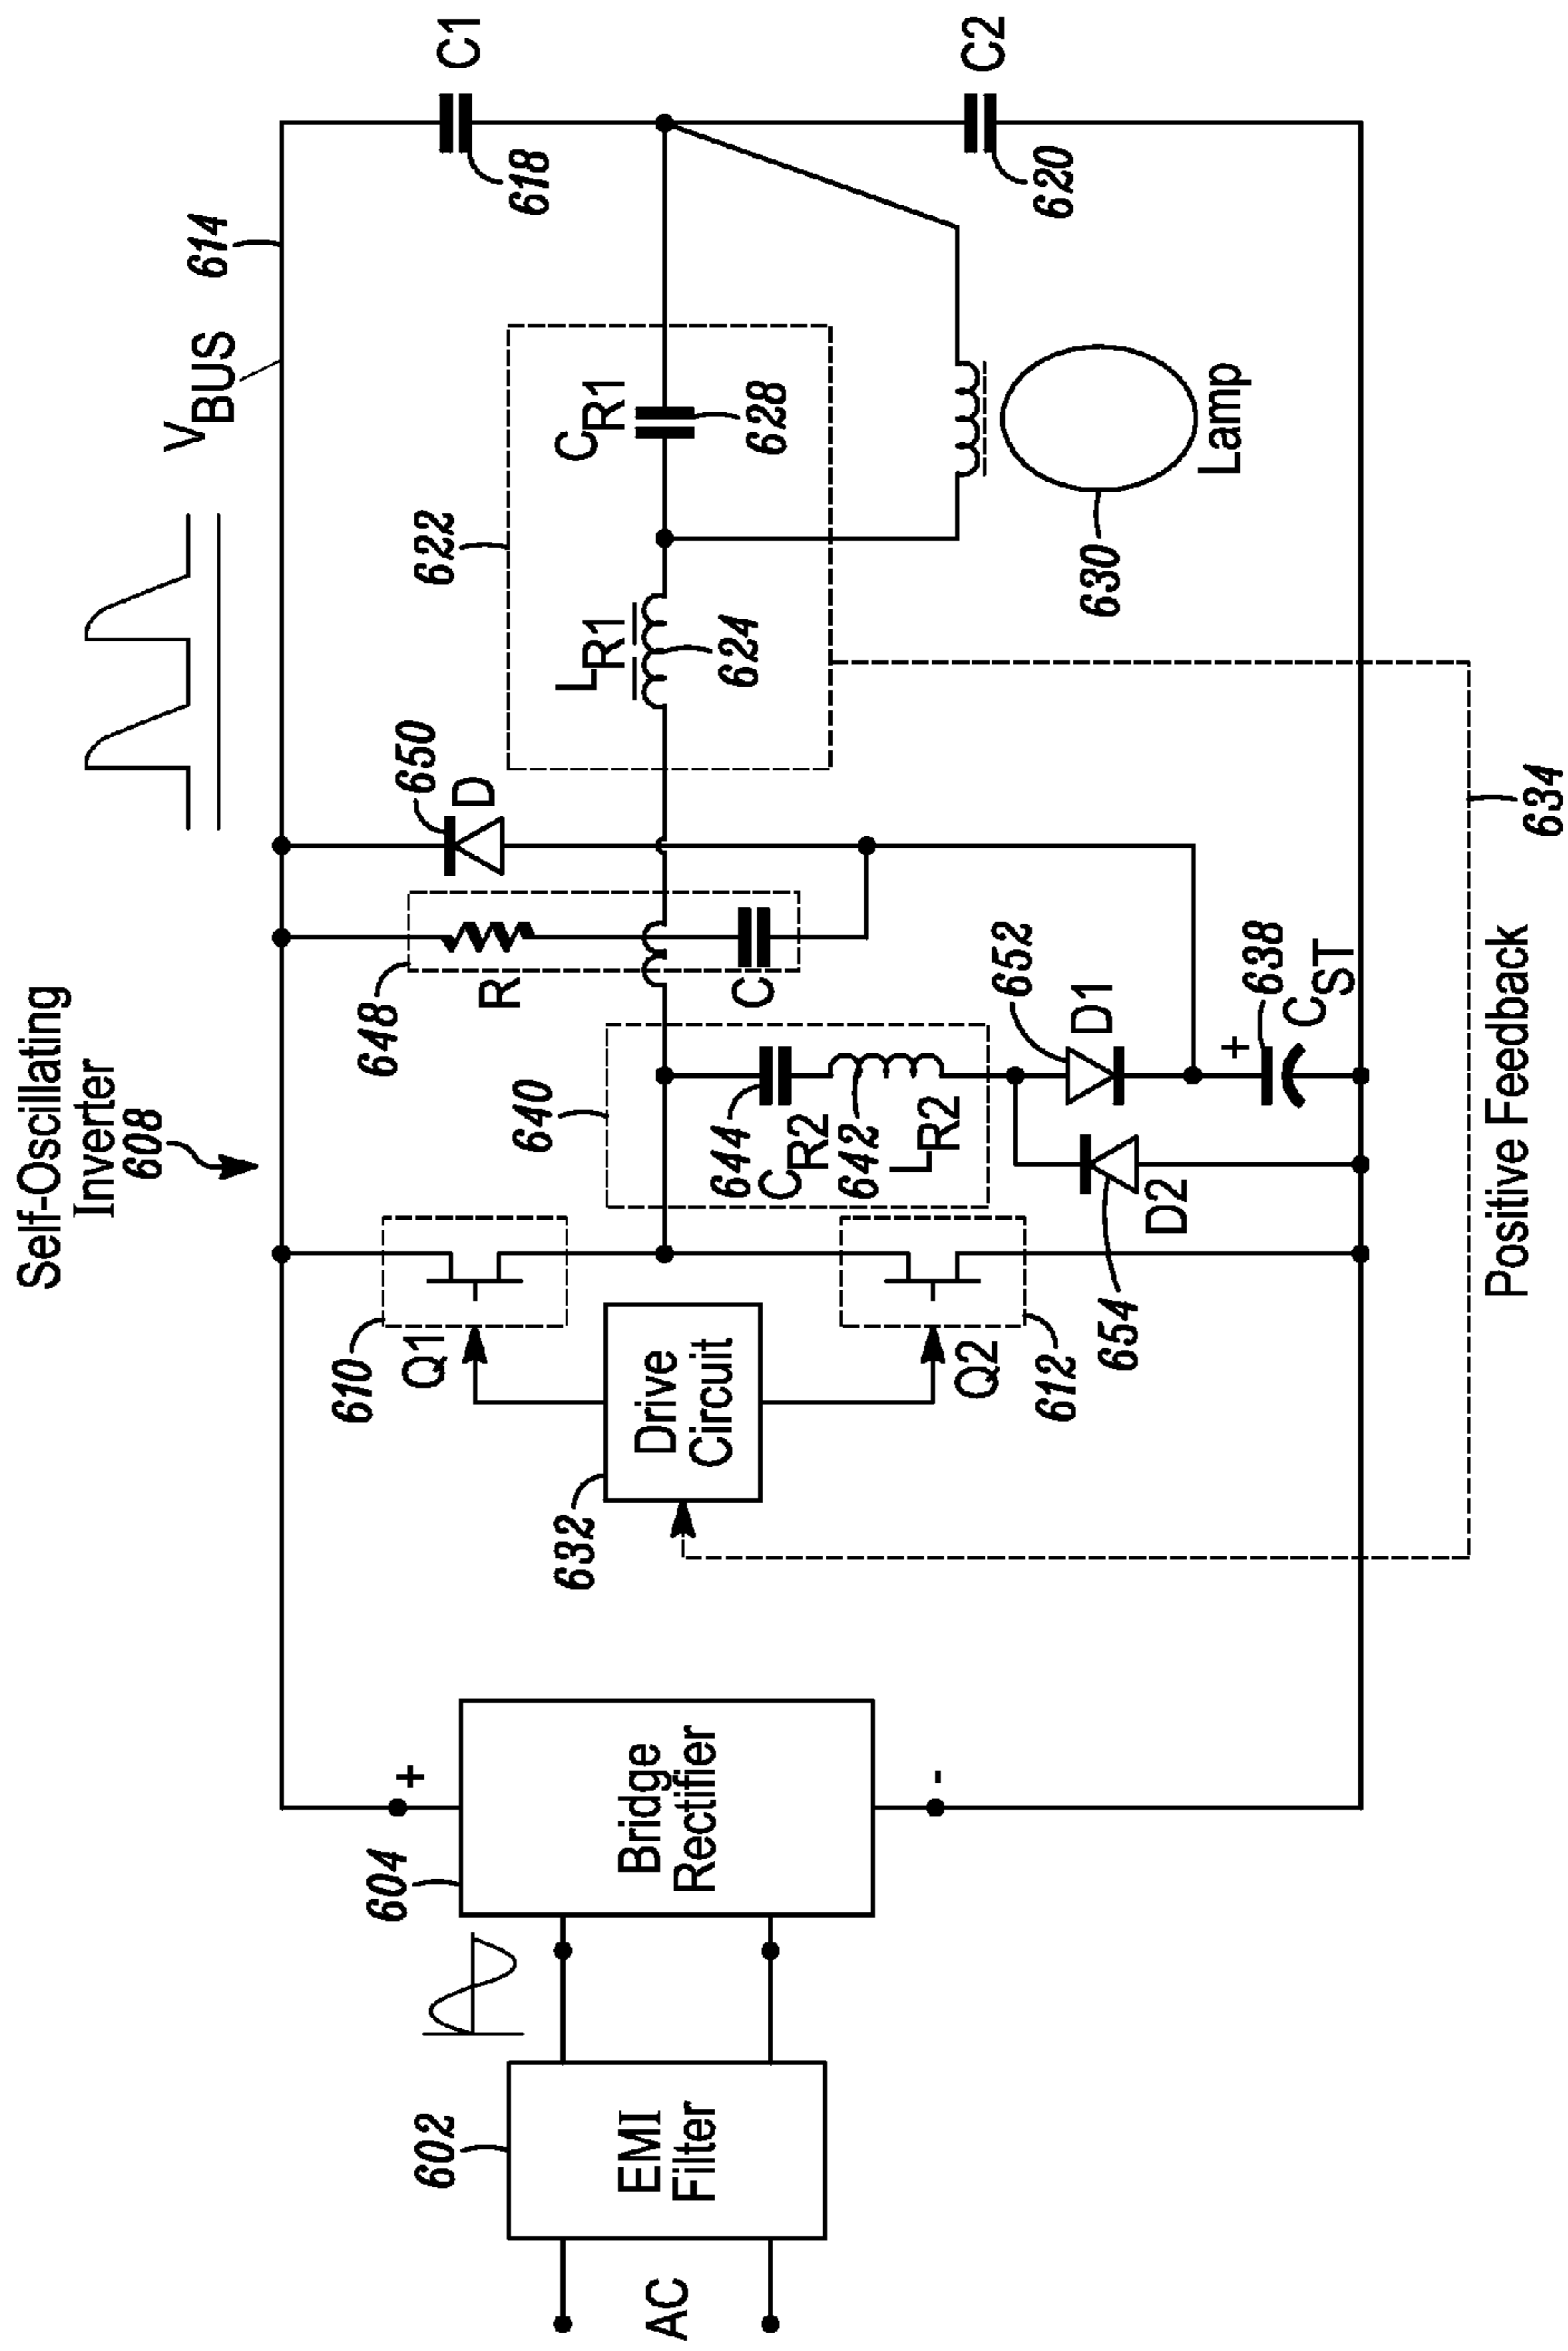 Self-Oscillating
Inverter
608
V BUS
614
AC
EMI
Filter
602
Bridge
Rectifier
604
+
-
Drive
Circuit
632
Q1
610
Q2
612
640
644
C R2
642
L R2
D2
654
D1
652
+
638
C ST
648
R
C
650
D
622
L R1
624
C R1
628
Lamp
630
C1
618
C2
620
Positive Feedback
634